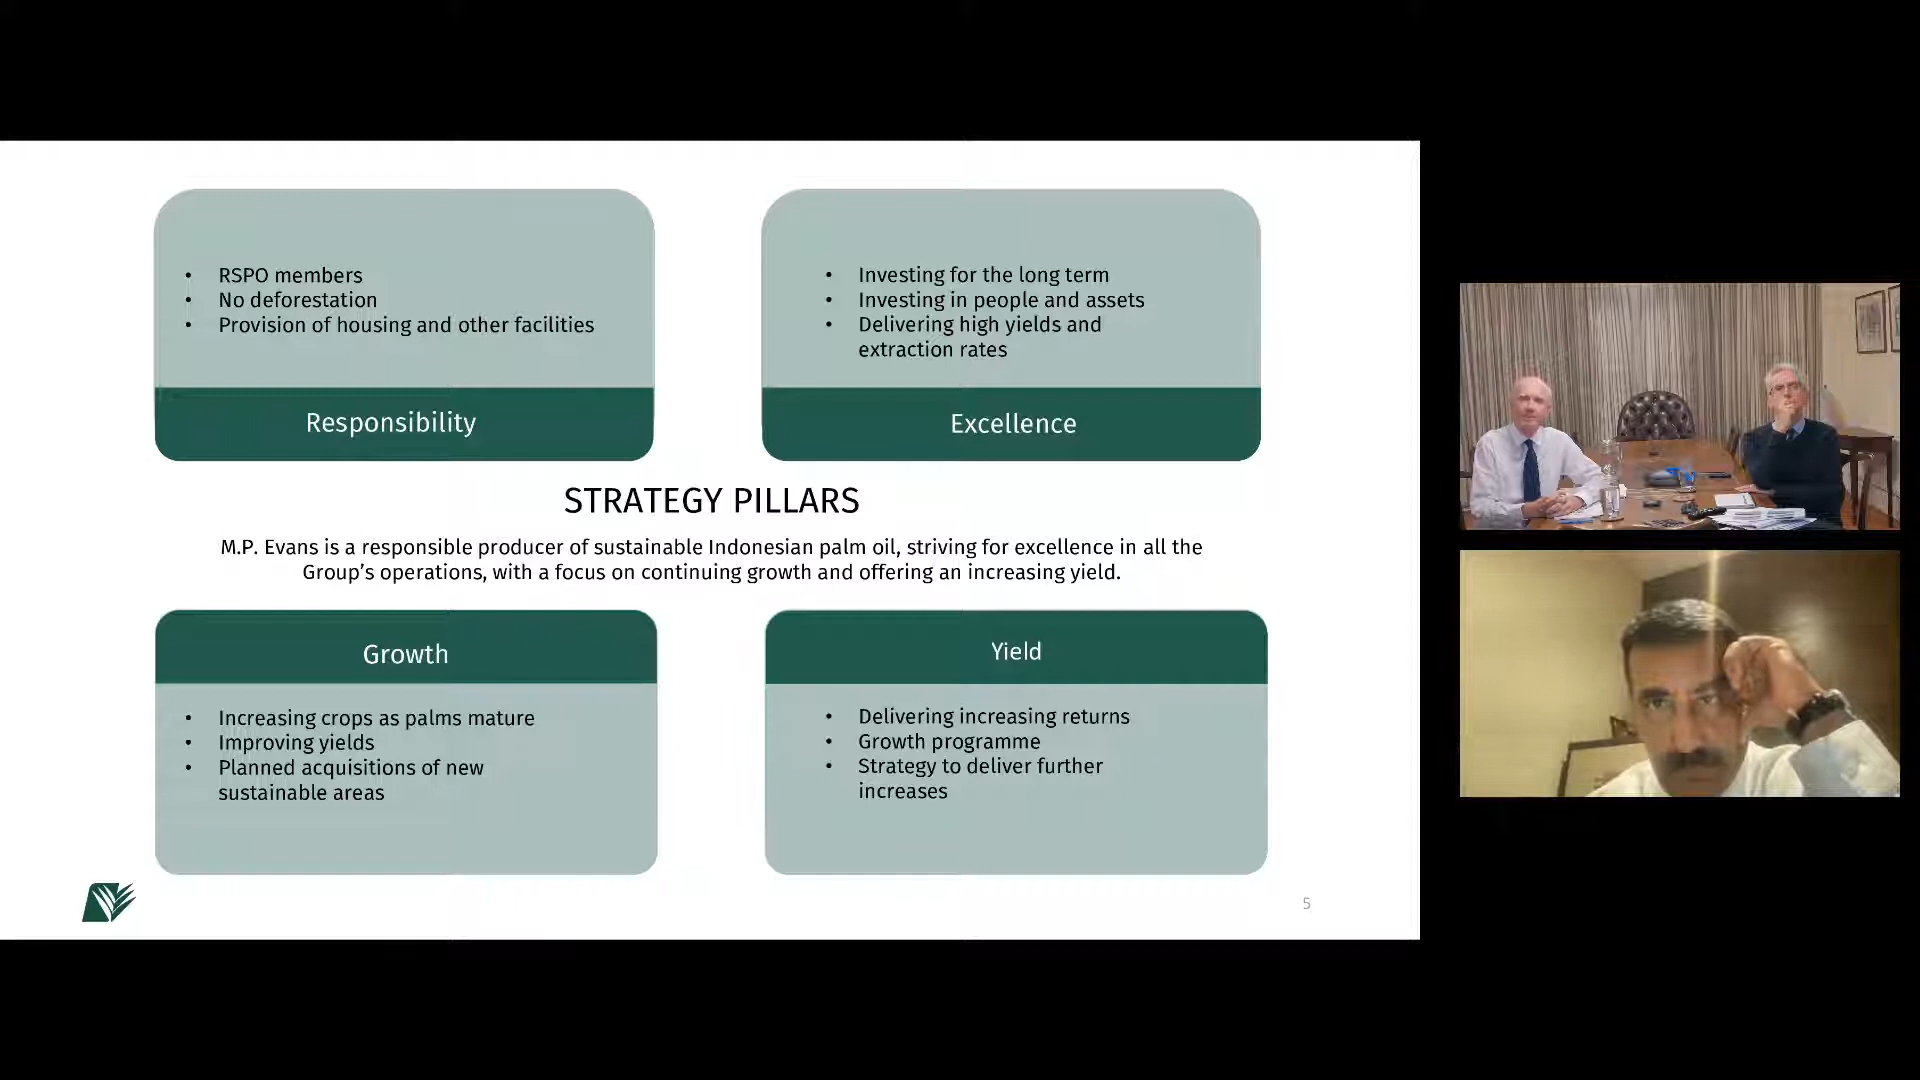 • RSPO members
• No deforestation
• Provision of housing and other facilities
Responsibility
• Investing for the long term
• Investing in people and assets
• Delivering high yields and
extraction rates
Excellence
STRATEGY PILLARS
M.P. Evans is a responsible producer of sustainable Indonesian palm oil, striving for excellence in all the
Group’s operations, with a focus on continuing growth and offering an increasing yield.
Growth
• Increasing crops as palms mature
• Improving yields
• Planned acquisitions of new
sustainable areas
Yield
• Delivering increasing returns
• Growth programme
• Strategy to deliver further
increases
5